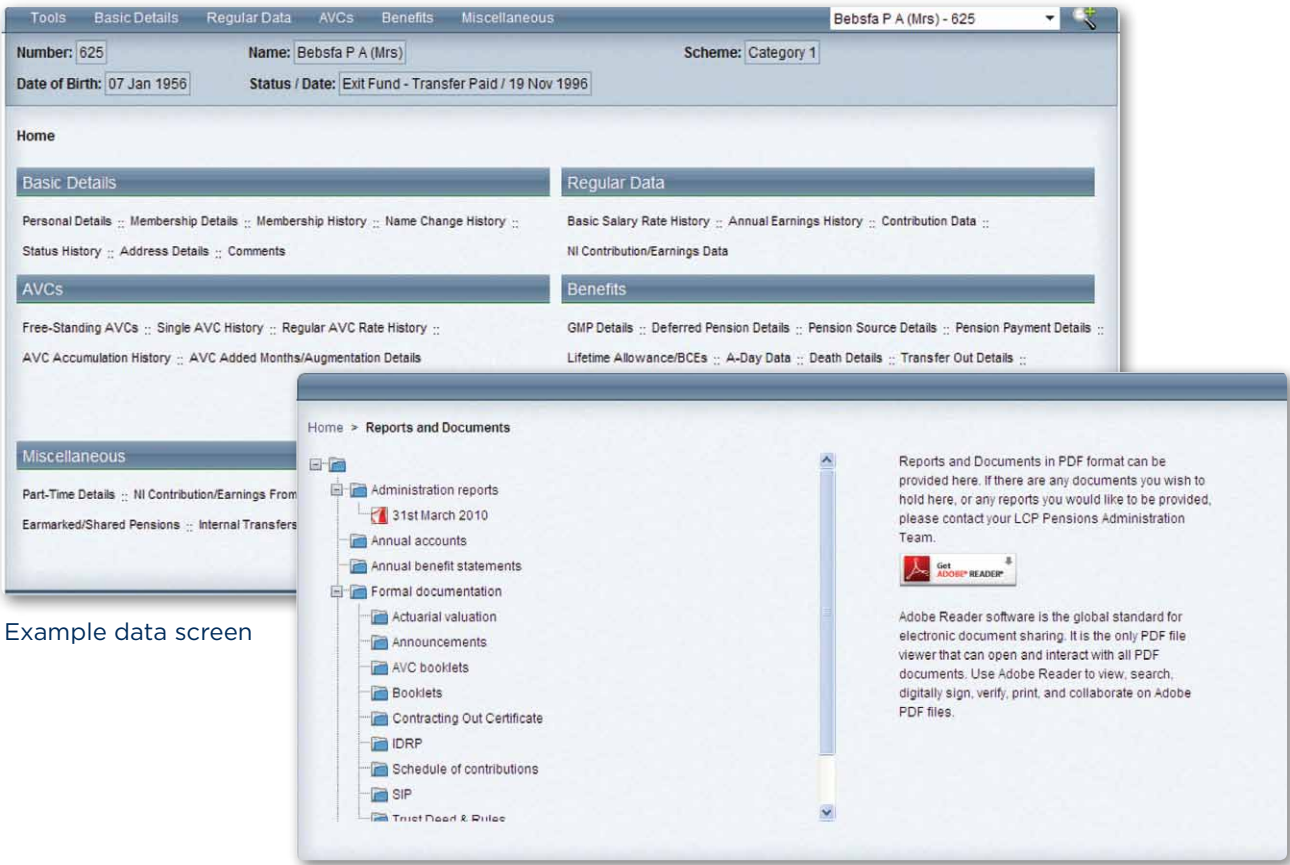 Tools Basic Details Regular Data AVCs Benefits Miscellaneous Bebsfa P A (Mrs) - 625
Number: 625 Name: Bebsfa P A (Mrs) Scheme: Category 1
Date of Birth: 07 Jan 1956 Status / Date: Exit Fund - Transfer Paid / 19 Nov 1996
Home
Basic Details
Personal Details :: Membership Details :: Membership History :: Name Change History ::
Status History :: Address Details :: Comments
Regular Data
Basic Salary Rate History :: Annual Earnings History :: Contribution Data ::
NI Contribution/Earnings Data
AVCs
Free-Standing AVCs :: Single AVC History :: Regular AVC Rate History ::
AVC Accumulation History :: AVC Added Months/Augmentation Details
Benefits
GMP Details :: Deferred Pension Details :: Pension Source Details :: Pension Payment Details ::
Lifetime Allowance/BCEs :: A-Day Data :: Death Details :: Transfer Out Details ::
Miscellaneous
Part-Time Details :: NI Contribution/Earnings From
Earmarked/Shared Pensions :: Internal Transfers
Example data screen
Home > Reports and Documents
Administration reports
31st March 2010
Annual accounts
Annual benefit statements
Formal documentation
Actuarial valuation
Announcements
AVC booklets
Booklets
Contracting Out Certificate
IDRP
Schedule of contributions
SIP
Trust Deed & Rules
Reports and Documents in PDF format can be
provided here. If there are any documents you wish to
hold here, or any reports you would like to be provided,
please contact your LCP Pensions Administration
Team.
Get
ADOBE® READER®
Adobe Reader software is the global standard for
electronic document sharing. It is the only PDF file
viewer that can open and interact with all PDF
documents. Use Adobe Reader to view, search,
digitally sign, verify, print, and collaborate on Adobe
PDF files.